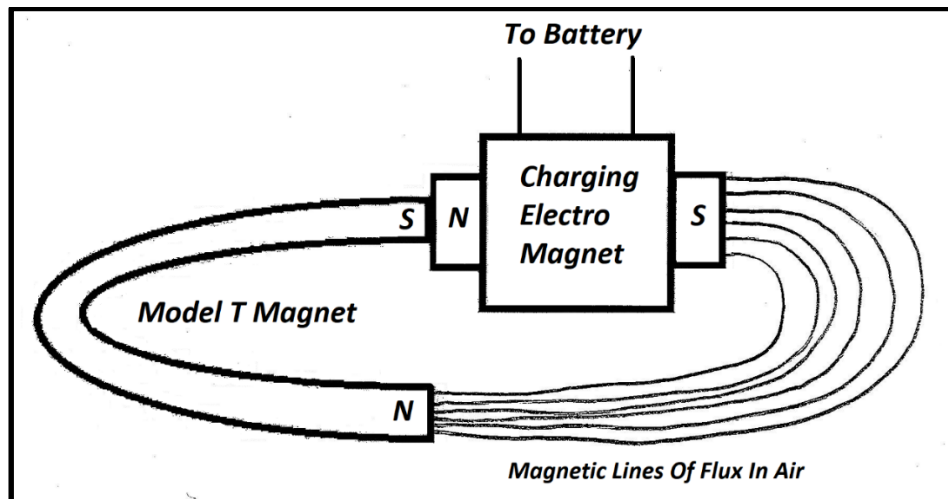 To Battery
Charging
Electro
Magnet
S
N
S
Model T Magnet
N
Magnetic Lines Of Flux In Air